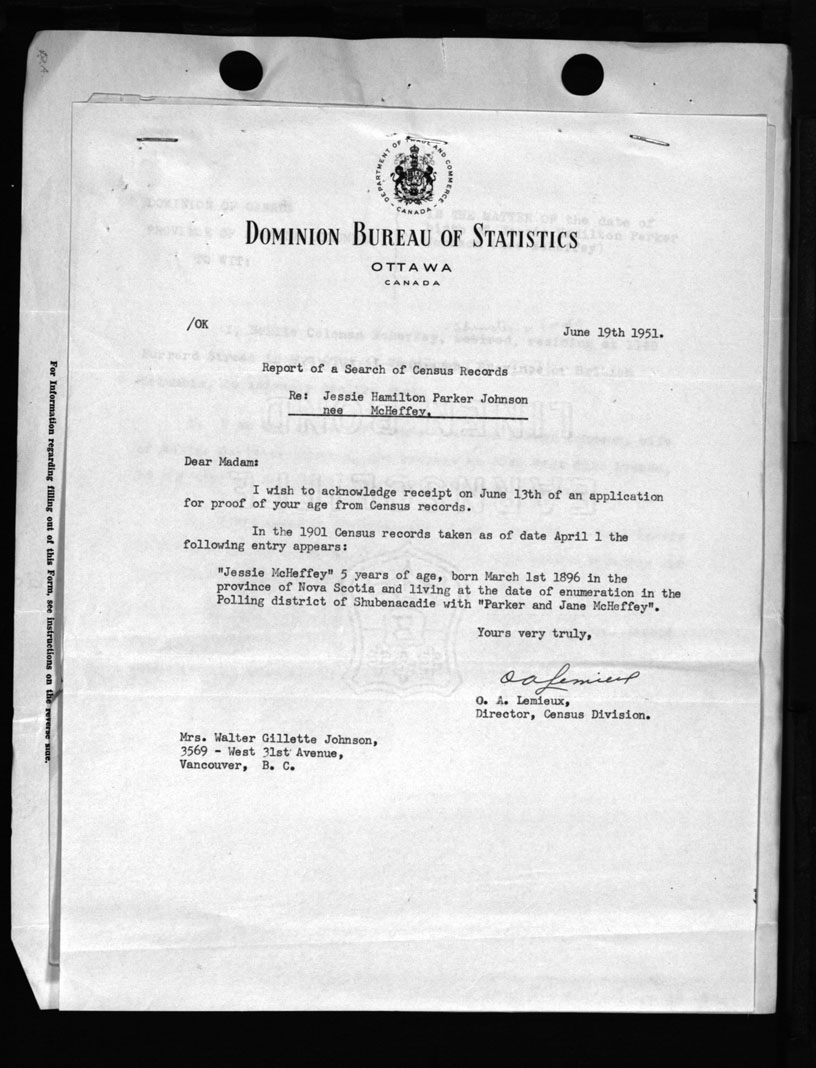 DEPARTMENT OF TRADE AND COMMERCE
CANADA
DOMINION BUREAU OF STATISTICS
OTTAWA
CANADA
/OK
June 19th 1951.
Report of a Search of Census Records
Re: Jessie Hamilton Parker Johnson
nee McHeffey.
Dear Madam:
I wish to acknowledge receipt on June 13th of an application
for proof of your age from Census records.
In the 1901 Census records taken as of date April 1 the
following entry appears:
"Jessie McHeffey" 5 years of age, born March 1st 1896 in the
province of Nova Scotia and living at the date of enumeration in the
Polling district of Shubenacadie with "Parker and Jane McHeffey".
Yours very truly,
O A Lemieux
O. A. Lemieux,
Director, Census Division.
Mrs. Walter Gillette Johnson,
3569 - West 31st Avenue,
Vancouver, B. C.
For Information regarding filling out of this Form, see instructions on the reverse side.